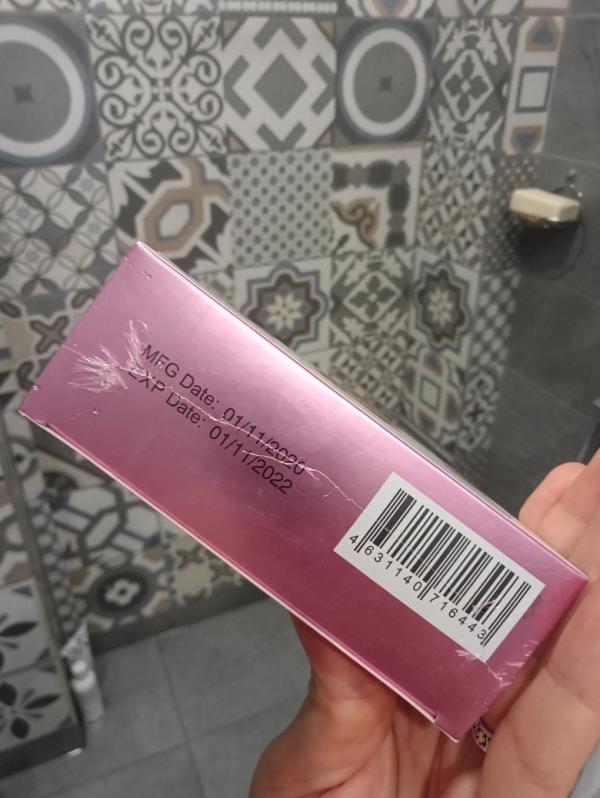 MFG Date: 01/11/2020
EXP Date: 01/11/2022
4 631140 716443